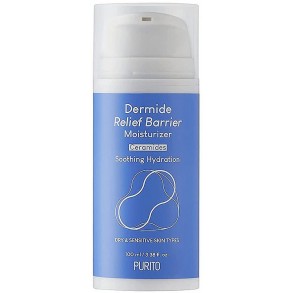 Dermide
Relief Barrier
Moisturizer
Ceramides
Soothing Hydration
DRY & SENSITIVE SKIN TYPES
100 ml / 3.38 fl. oz
PURITO